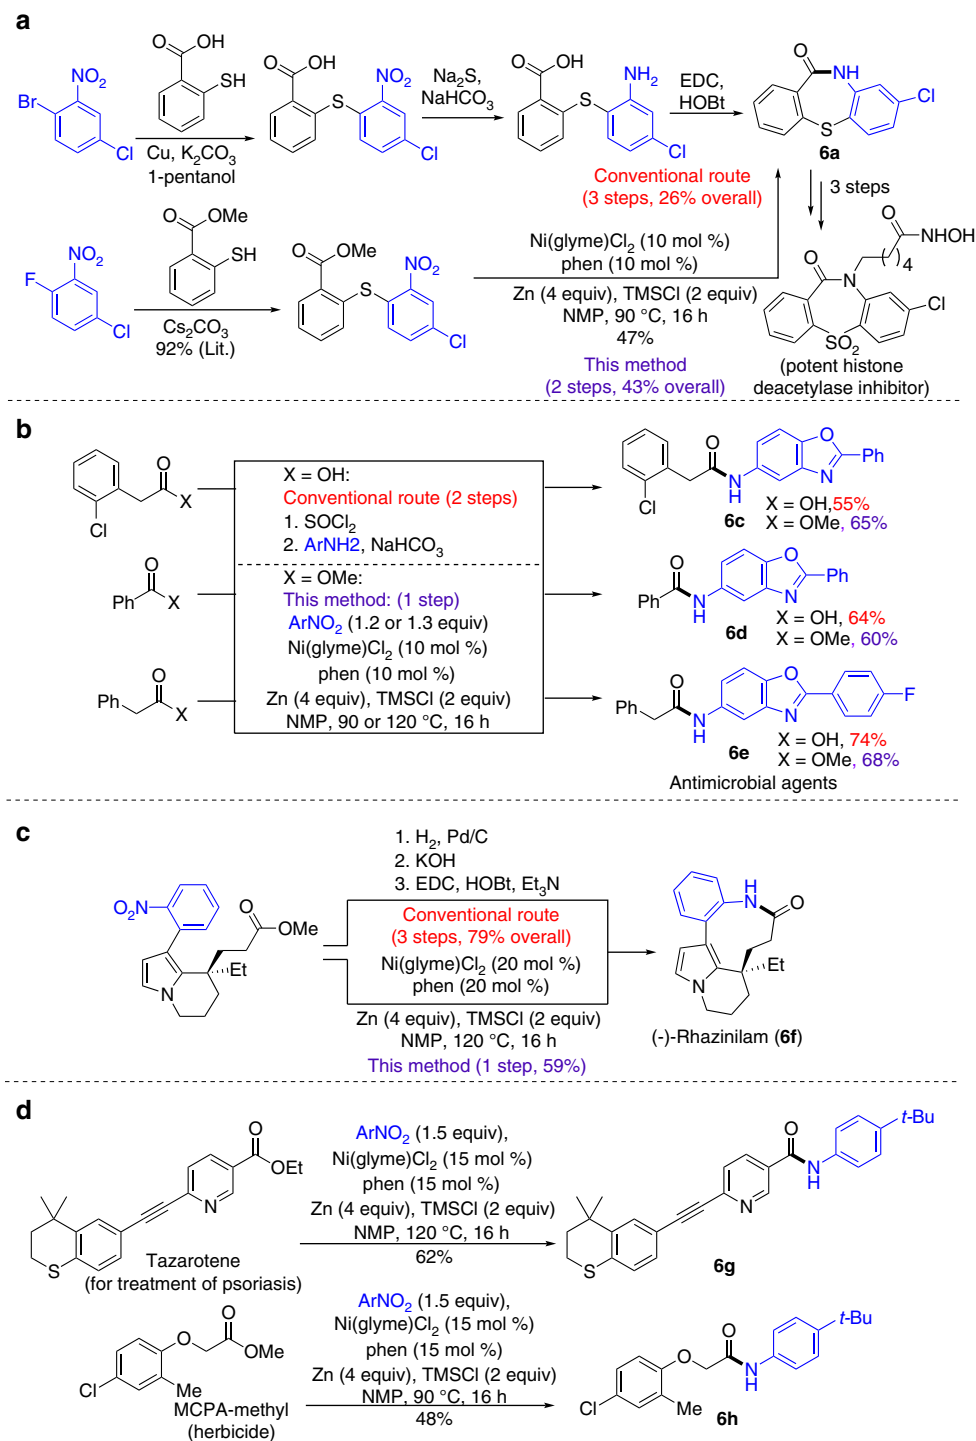 a
Br
NO2
Cl
O
OH
SH
Cu, K2CO3
1-pentanol
O
OH
S
NO2
Cl
Na2S,
NaHCO3
O
OH
S
NH2
Cl
EDC,
HOBt
O
NH
Cl
S
6a
Conventional route
(3 steps, 26% overall)
3 steps
F
NO2
Cl
O
OMe
SH
Cs2CO3
92% (Lit.)
O
OMe
S
NO2
Cl
Ni(glyme)Cl2 (10 mol %)
phen (10 mol %)
Zn (4 equiv), TMSCl (2 equiv)
NMP, 90 °C, 16 h
47%
This method
(2 steps, 43% overall)
O
NHOH
4
O
N
Cl
SO2
(potent histone
deacetylase inhibitor)
b
O
X
Cl
Ph
O
X
Ph
O
X
X = OH:
Conventional route (2 steps)
1. SOCl2
2. ArNH2, NaHCO3
X = OMe:
This method: (1 step)
ArNO2 (1.2 or 1.3 equiv)
Ni(glyme)Cl2 (10 mol %)
phen (10 mol %)
Zn (4 equiv), TMSCl (2 equiv)
NMP, 90 or 120 °C, 16 h
O
N
H
Cl
O
N
Ph
6c
X = OH,55%
X = OMe, 65%
Ph
O
N
H
O
N
Ph
6d
X = OH, 64%
X = OMe, 60%
Ph
O
N
H
O
N
F
6e
X = OH, 74%
X = OMe, 68%
Antimicrobial agents
c
O2N
O
OMe
Et
N
1. H2, Pd/C
2. KOH
3. EDC, HOBt, Et3N
Conventional route
(3 steps, 79% overall)
Ni(glyme)Cl2 (20 mol %)
phen (20 mol %)
Zn (4 equiv), TMSCl (2 equiv)
NMP, 120 °C, 16 h
This method (1 step, 59%)
H
N
O
Et
N
(-)-Rhazinilam (6f)
d
O
OEt
N
S
Tazarotene
(for treatment of psoriasis)
ArNO2 (1.5 equiv),
Ni(glyme)Cl2 (15 mol %)
phen (15 mol %)
Zn (4 equiv), TMSCl (2 equiv)
NMP, 120 °C, 16 h
62%
t-Bu
O
N
H
N
S
6g
O
O
OMe
Cl
Me
MCPA-methyl
(herbicide)
ArNO2 (1.5 equiv),
Ni(glyme)Cl2 (15 mol %)
phen (15 mol %)
Zn (4 equiv), TMSCl (2 equiv)
NMP, 90 °C, 16 h
48%
t-Bu
O
O
N
H
Cl
Me
6h